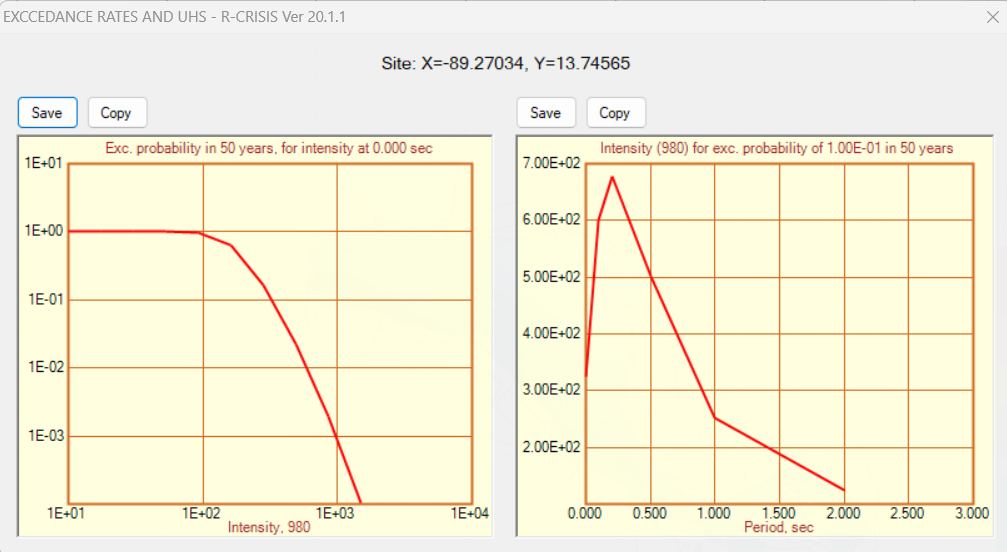 EXCCEDANCE RATES AND UHS - R-CRISIS Ver 20.1.1
Site: X=-89.27034, Y=13.74565
Save Copy
Exc. probability in 50 years, for intensity at 0.000 sec
1E+01
1E+00
1E-01
1E-02
1E-03
1E+01 1E+02 1E+03 1E+04
Intensity, 980
Save Copy
Intensity (980) for exc. probability of 1.00E-01 in 50 years
7.00E+02
6.00E+02
5.00E+02
4.00E+02
3.00E+02
2.00E+02
0.000 0.500 1.000 1.500 2.000 2.500 3.000
Period, sec